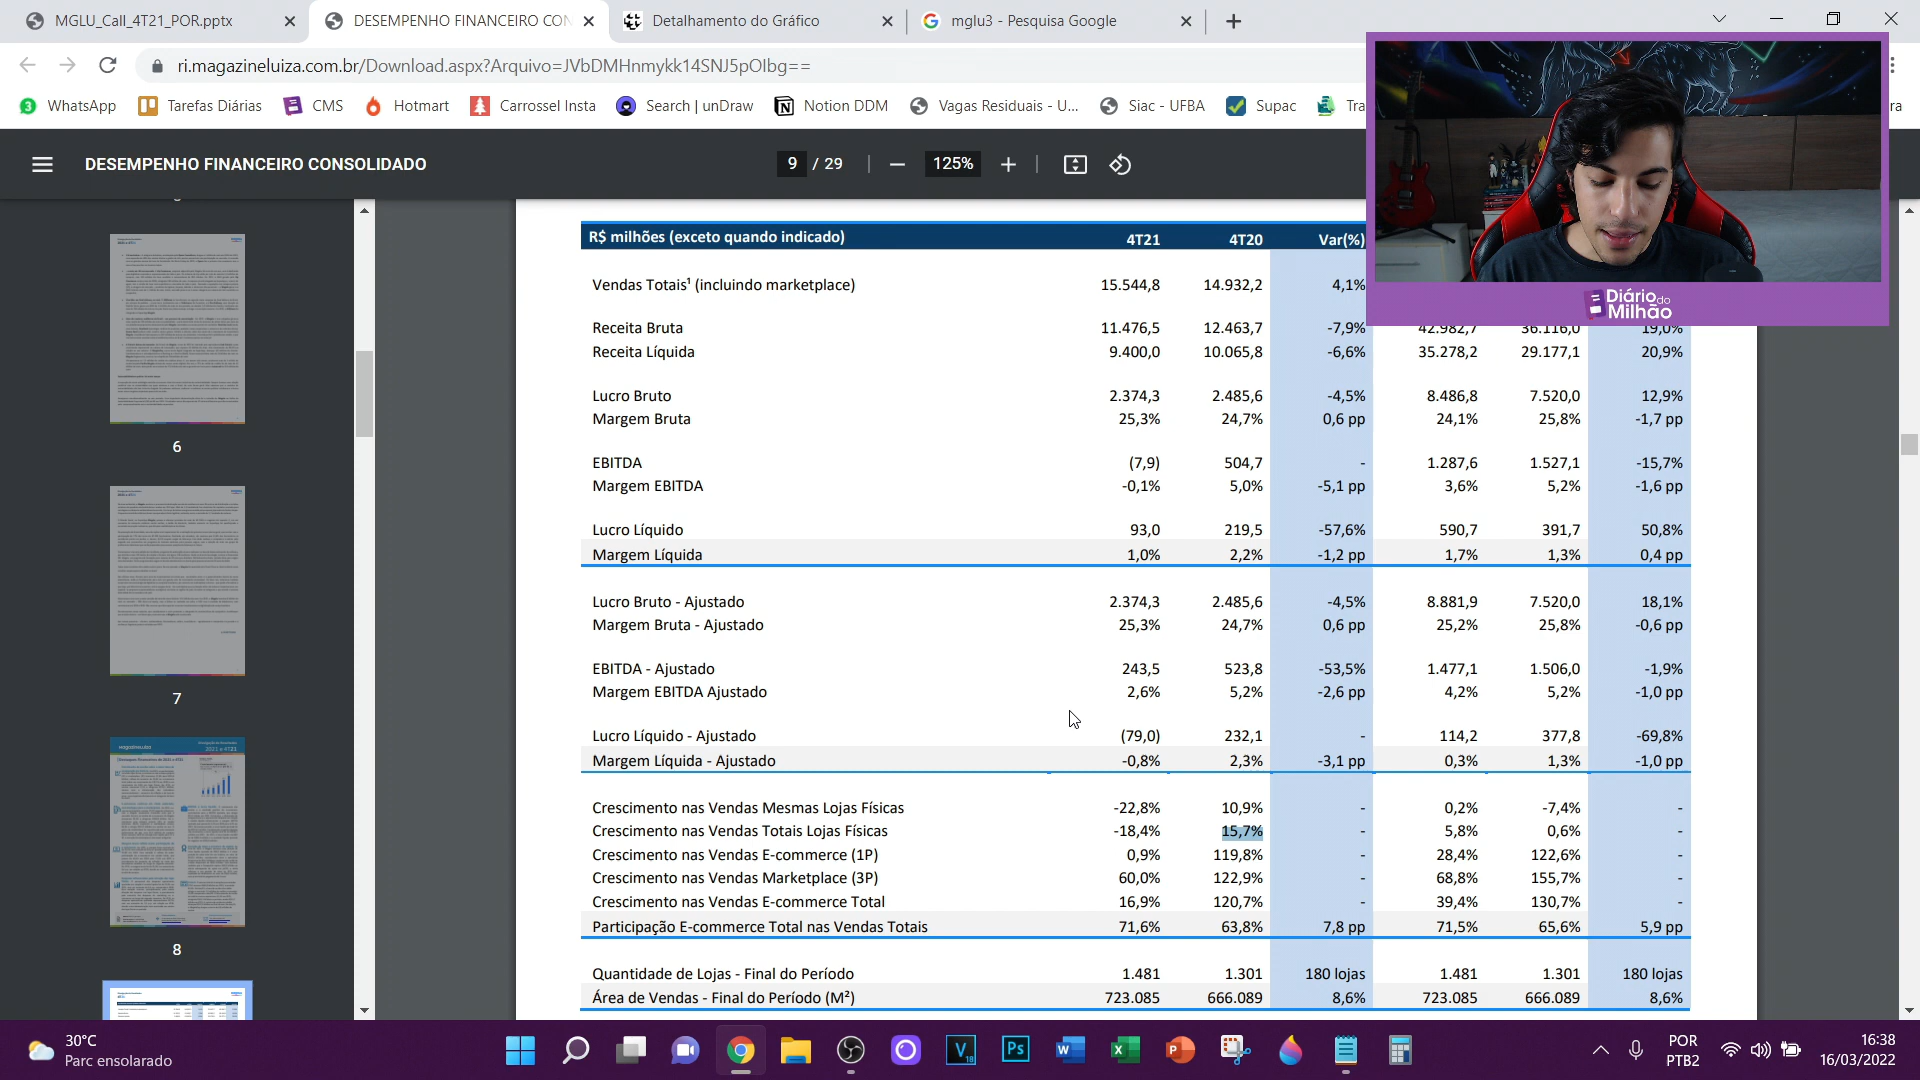 MGLU_Call_4T21_POR.pptx
DESEMPENHO FINANCEIRO CON
Detalhamento do Gráfico
mglu3 - Pesquisa Google
ri.magazineluiza.com.br/Download.aspx?Arquivo=JVbDMHnmykk14SNJ5pOIbg==
WhatsApp Tarefas Diárias CMS Hotmart Carrossel Insta Search | unDraw Notion DDM Vagas Residuais - U... Siac - UFBA Supac Tra ra
DESEMPENHO FINANCEIRO CONSOLIDADO 9 / 29 125%
Diário do Milhão
R$ milhões (exceto quando indicado) 4T21 4T20 Var(%)
Vendas Totais¹ (incluindo marketplace) 15.544,8 14.932,2 4,1%
Receita Bruta 11.476,5 12.463,7 -7,9% 42.982,7 36.116,0 19,0%
Receita Líquida 9.400,0 10.065,8 -6,6% 35.278,2 29.177,1 20,9%
Lucro Bruto 2.374,3 2.485,6 -4,5% 8.486,8 7.520,0 12,9%
Margem Bruta 25,3% 24,7% 0,6 pp 24,1% 25,8% -1,7 pp
EBITDA (7,9) 504,7 - 1.287,6 1.527,1 -15,7%
Margem EBITDA -0,1% 5,0% -5,1 pp 3,6% 5,2% -1,6 pp
Lucro Líquido 93,0 219,5 -57,6% 590,7 391,7 50,8%
Margem Líquida 1,0% 2,2% -1,2 pp 1,7% 1,3% 0,4 pp
Lucro Bruto - Ajustado 2.374,3 2.485,6 -4,5% 8.881,9 7.520,0 18,1%
Margem Bruta - Ajustado 25,3% 24,7% 0,6 pp 25,2% 25,8% -0,6 pp
EBITDA - Ajustado 243,5 523,8 -53,5% 1.477,1 1.506,0 -1,9%
Margem EBITDA Ajustado 2,6% 5,2% -2,6 pp 4,2% 5,2% -1,0 pp
Lucro Líquido - Ajustado (79,0) 232,1 - 114,2 377,8 -69,8%
Margem Líquida - Ajustado -0,8% 2,3% -3,1 pp 0,3% 1,3% -1,0 pp
Crescimento nas Vendas Mesmas Lojas Físicas -22,8% 10,9% - 0,2% -7,4% -
Crescimento nas Vendas Totais Lojas Físicas -18,4% 15,7% - 5,8% 0,6% -
Crescimento nas Vendas E-commerce (1P) 0,9% 119,8% - 28,4% 122,6% -
Crescimento nas Vendas Marketplace (3P) 60,0% 122,9% - 68,8% 155,7% -
Crescimento nas Vendas E-commerce Total 16,9% 120,7% - 39,4% 130,7% -
Participação E-commerce Total nas Vendas Totais 71,6% 63,8% 7,8 pp 71,5% 65,6% 5,9 pp
Quantidade de Lojas - Final do Período 1.481 1.301 180 lojas 1.481 1.301 180 lojas
Área de Vendas - Final do Período (M²) 723.085 666.089 8,6% 723.085 666.089 8,6%
6
7
8
30°C
Parc ensolarado
POR
PTB2
16:38
16/03/2022